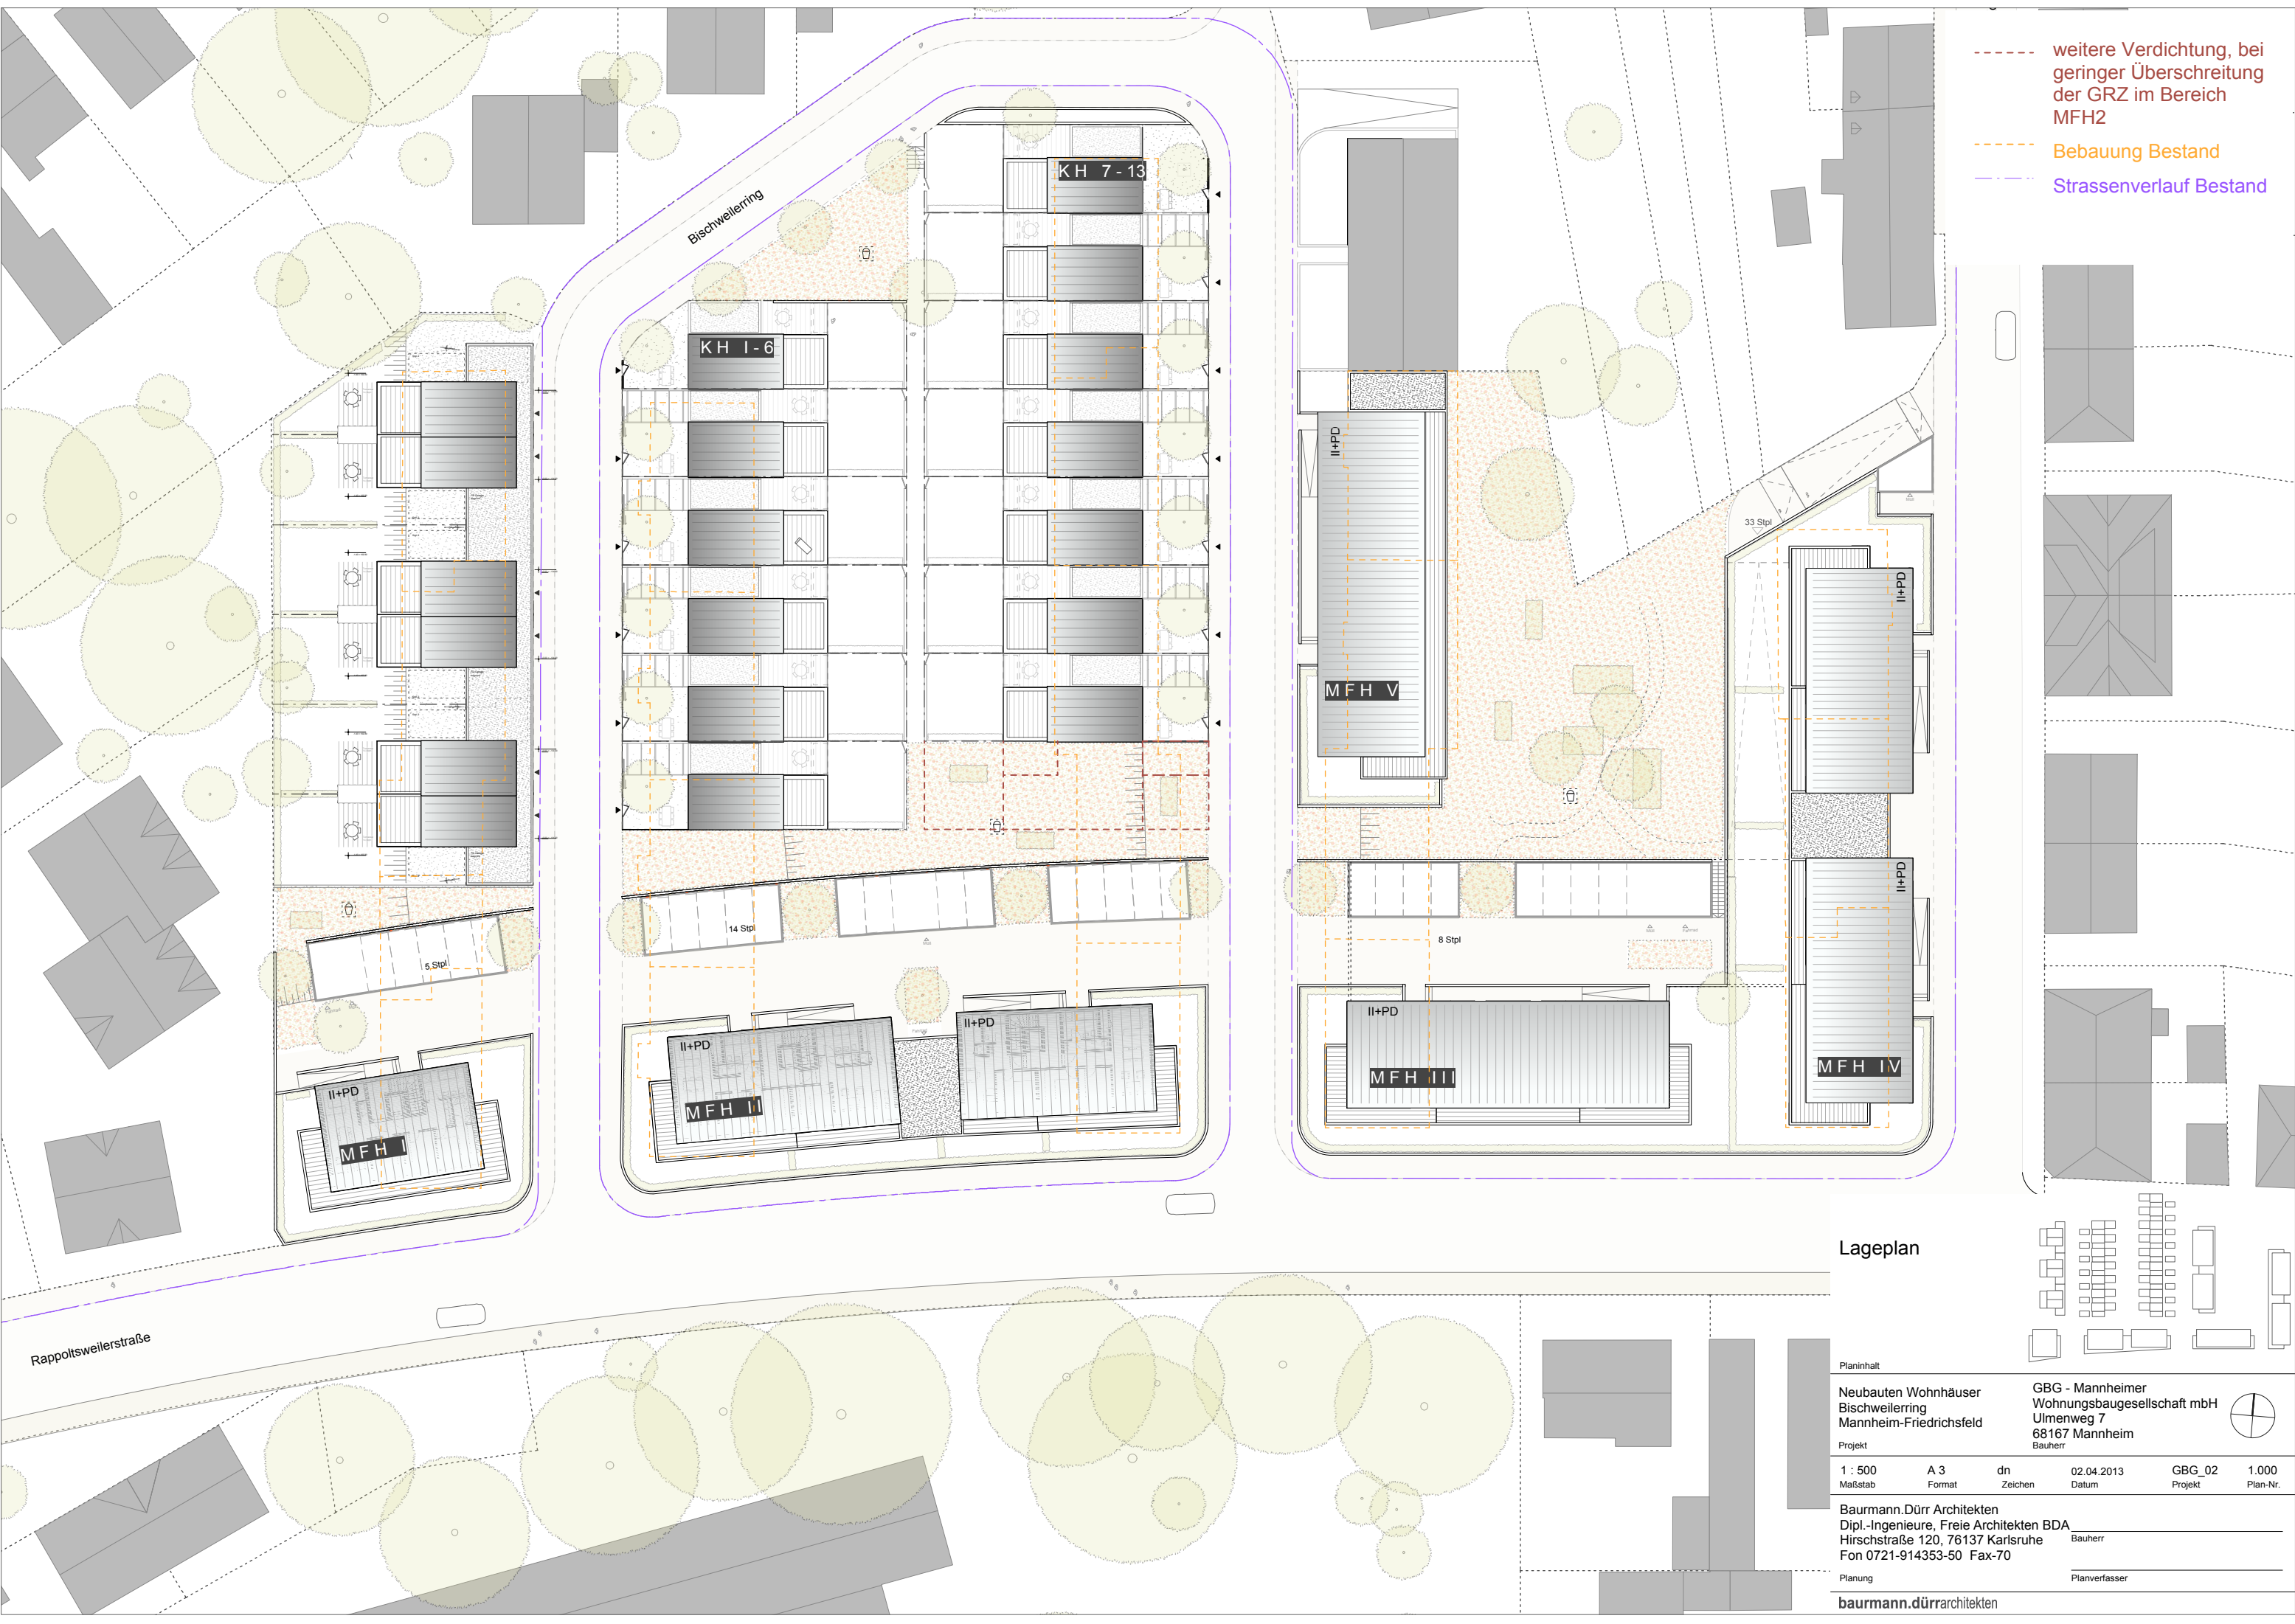 weitere Verdichtung, bei
geringer Überschreitung
der GRZ im Bereich
MFH2
Bebauung Bestand
Strassenverlauf Bestand
Bischweilerring
KH 7-13
KH I-6
II+PD
MFH V
33 Stpl
II+PD
II+PD
MFH IV
14 Stpl
5 Stpl
8 Stpl
II+PD
MFH I
II+PD
MFH II
II+PD
II+PD
MFH III
Rappoltsweilerstraße
Lageplan
Planinhalt
Neubauten Wohnhäuser
Bischweilerring
Mannheim-Friedrichsfeld
Projekt
GBG - Mannheimer
Wohnungsbaugesellschaft mbH
Ulmenweg 7
68167 Mannheim
Bauherr
1 : 500 A 3 dn 02.04.2013 GBG_02 1.000
Maßstab Format Zeichen Datum Projekt Plan-Nr.
Baurmann.Dürr Architekten
Dipl.-Ingenieure, Freie Architekten BDA
Hirschstraße 120, 76137 Karlsruhe
Fon 0721-914353-50 Fax-70
Bauherr
Planung
Planverfasser
baurmann.dürrarchitekten